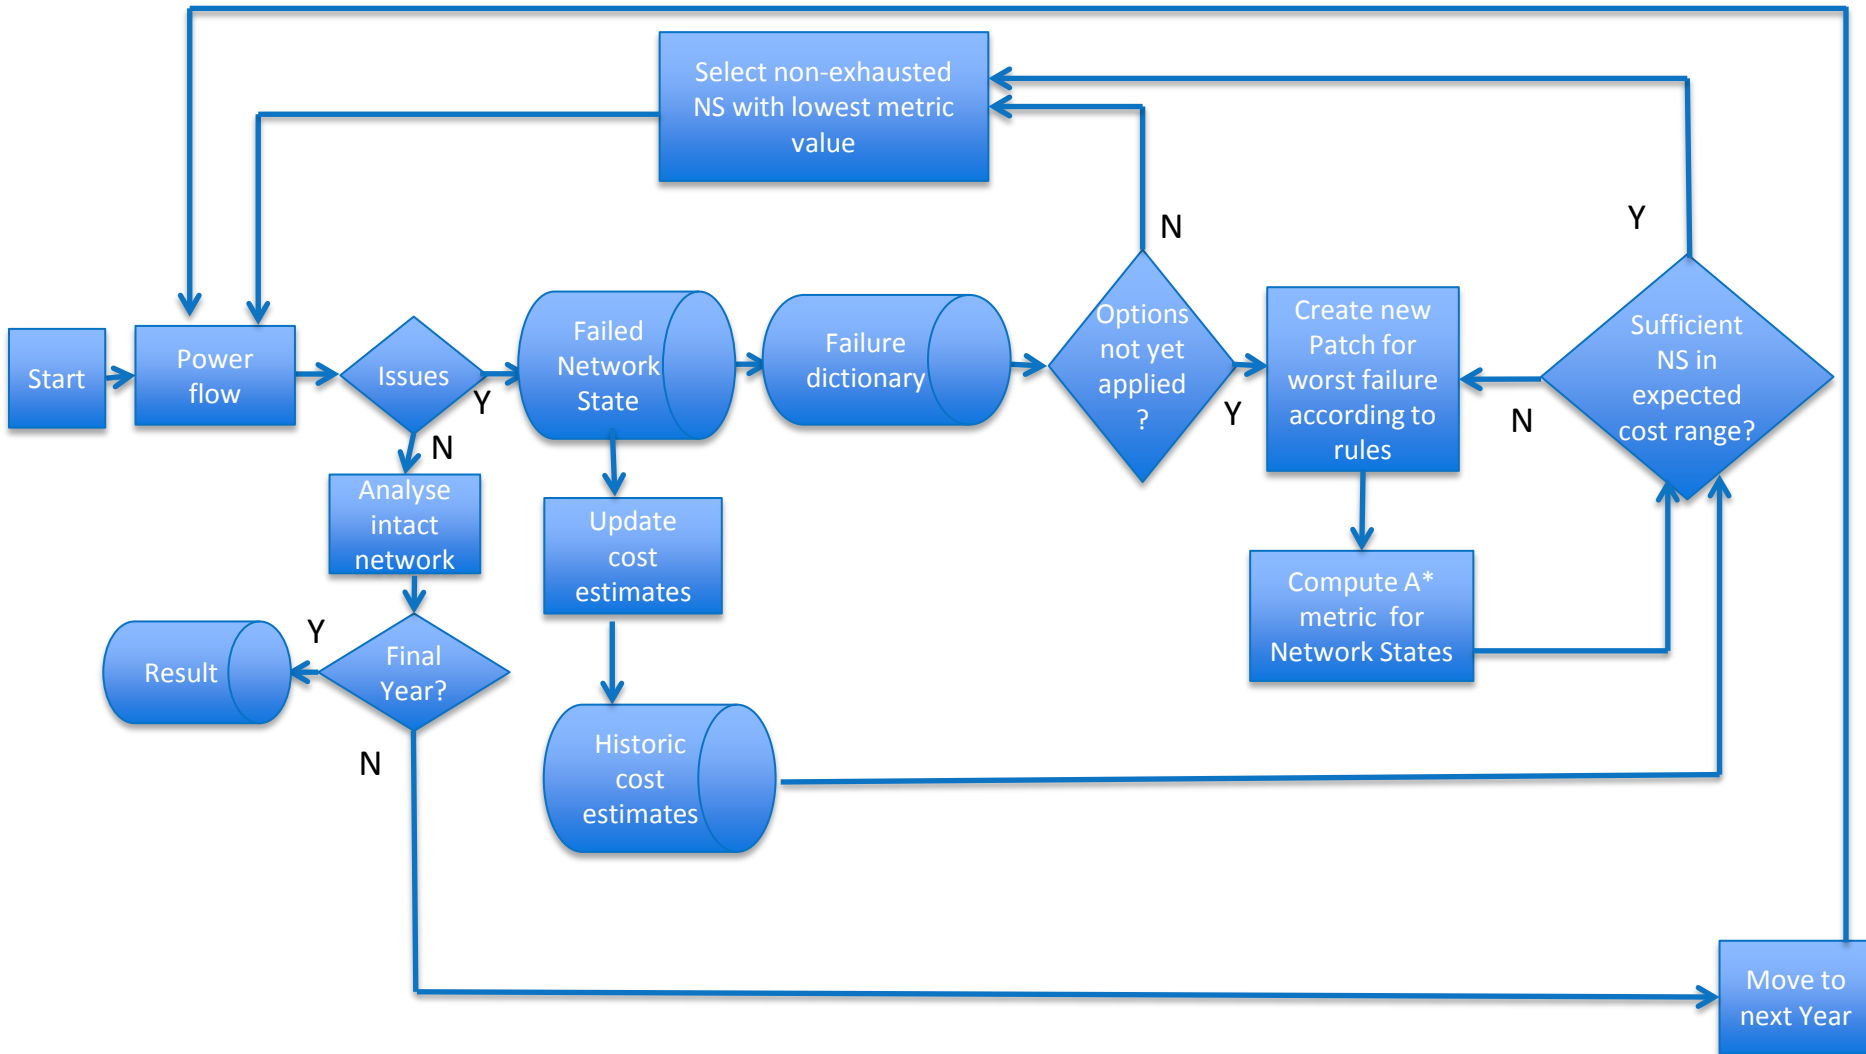 Select non-exhausted
NS with lowest metric
value
N
Y
Start
Power
flow
Issues
Y
N
Failed
Network
State
Failure
dictionary
Options
not yet
applied
?
Y
Create new
Patch for
worst failure
according to
rules
N
Sufficient
NS in
expected
cost range?
Analyse
intact
network
Update
cost
estimates
Compute A*
metric for
Network States
Result
Y
Final
Year?
N
Historic
cost
estimates
Move to
next Year